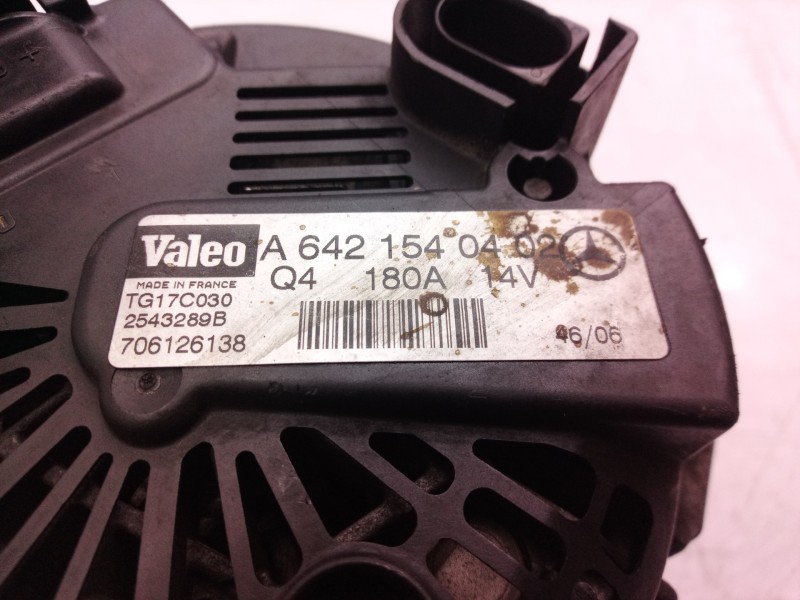 Valeo A 642 154 04 02
Q4 180A 14V
MADE IN FRANCE
TG17C030
2543289B
706126138
46/06